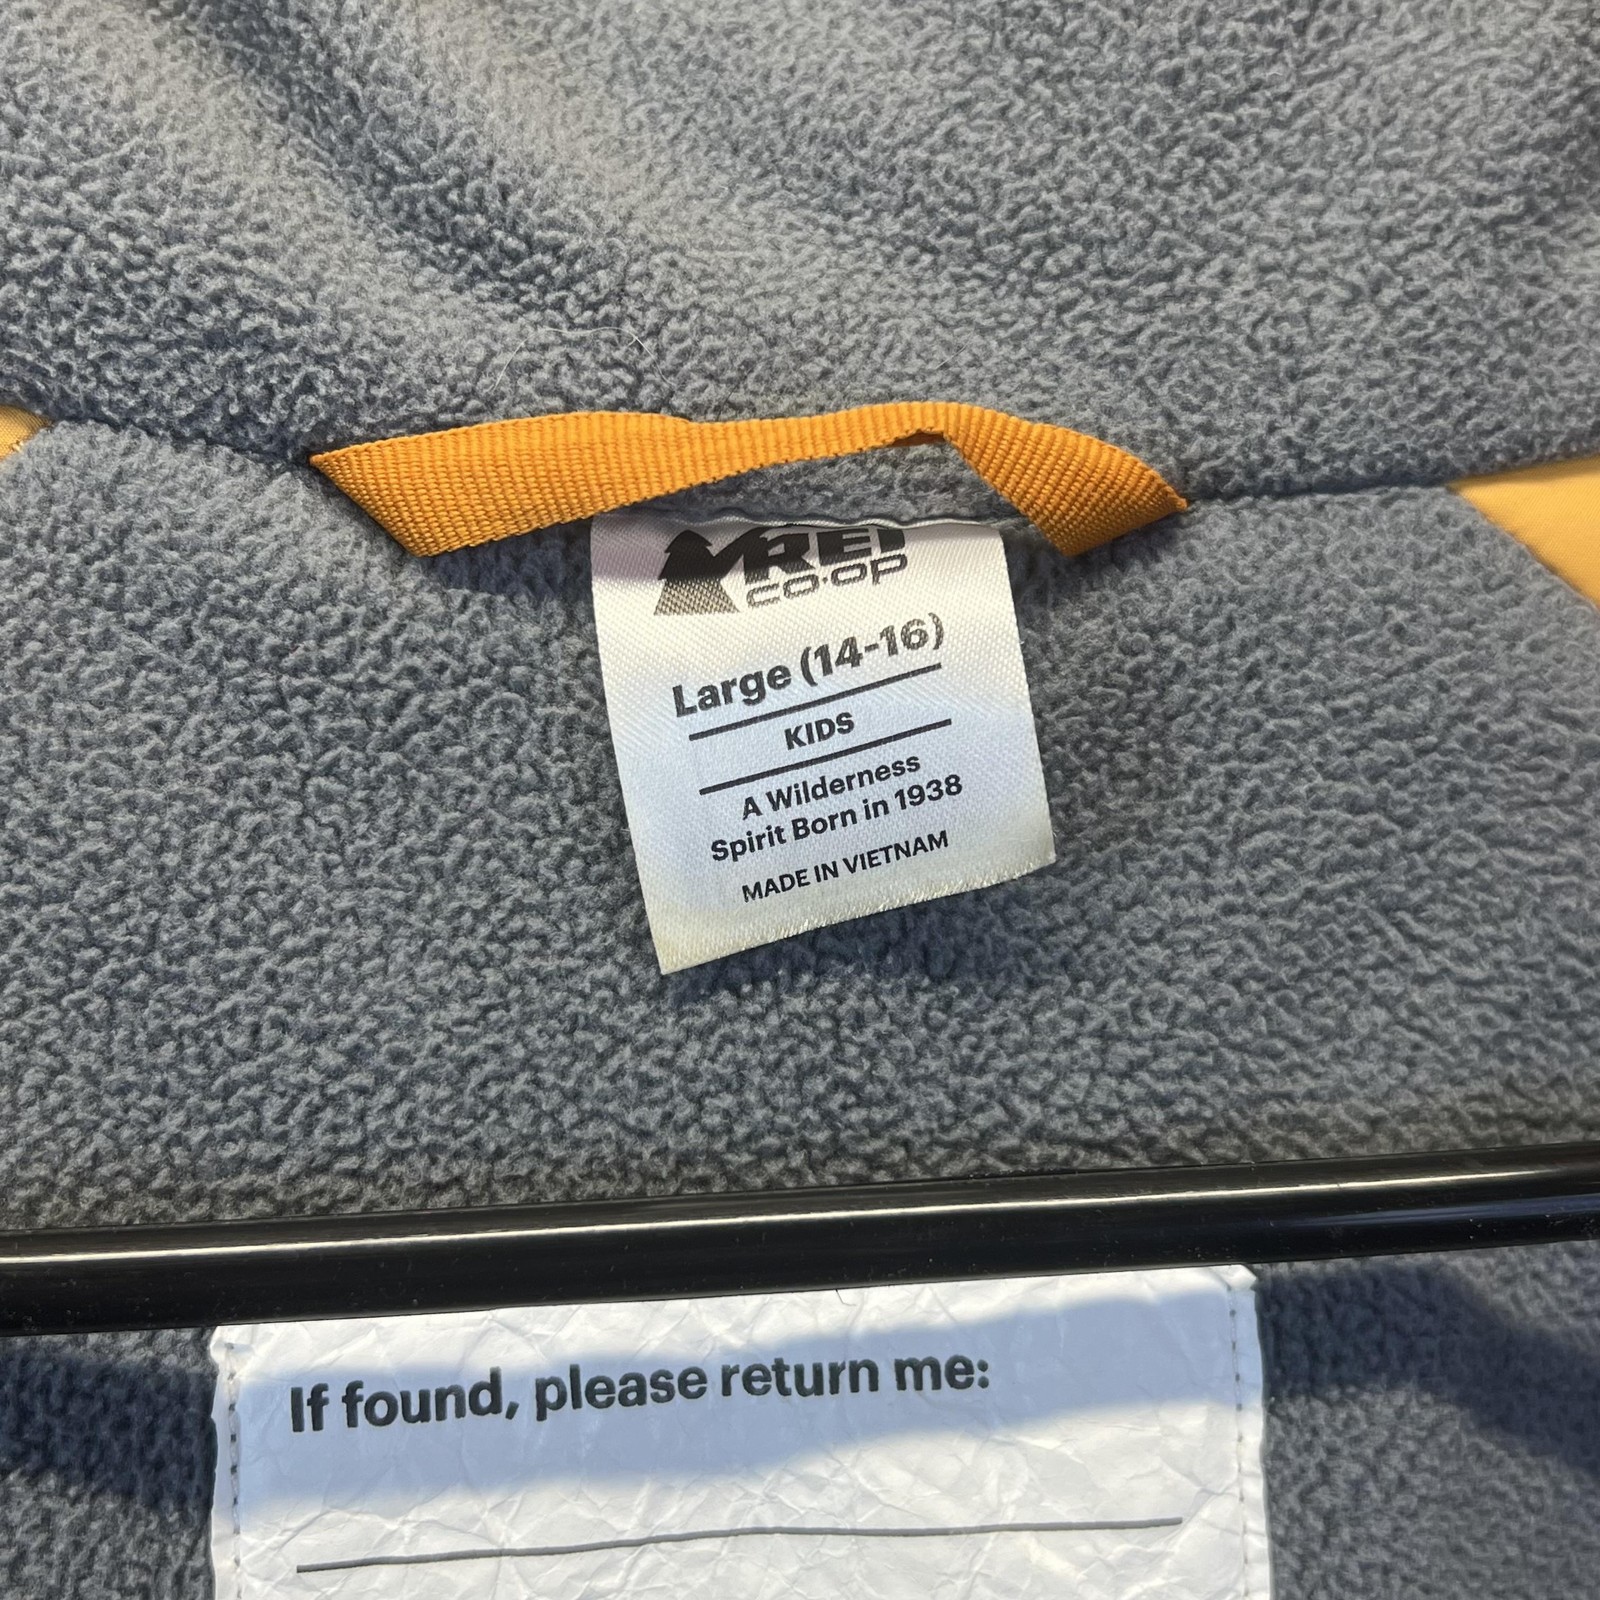 REI
co·op
Large (14-16)
KIDS
A Wilderness
Spirit Born in 1938
MADE IN VIETNAM
If found, please return me: